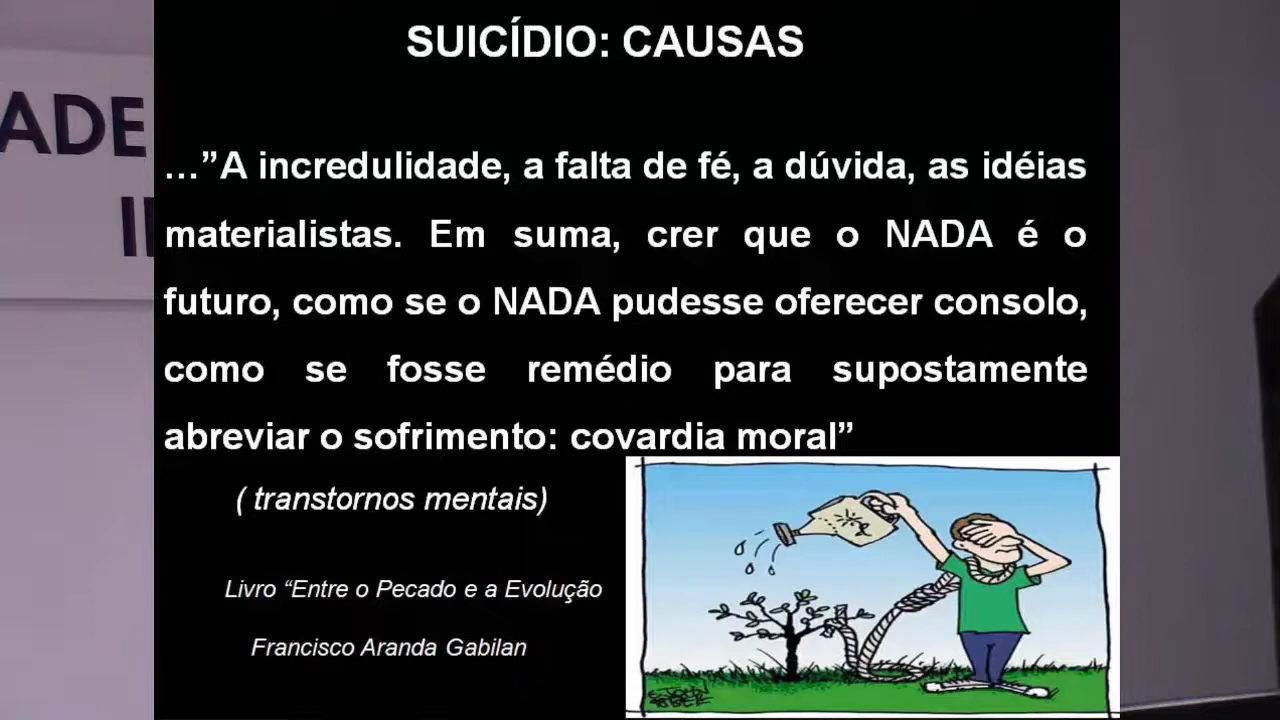 SUICÍDIO: CAUSAS
ADE
...”A incredulidade, a falta de fé, a dúvida, as idéias
materialistas. Em suma, crer que o NADA é o
futuro, como se o NADA pudesse oferecer consolo,
como se fosse remédio para supostamente
abreviar o sofrimento: covardia moral”
( transtornos mentais)
Livro “Entre o Pecado e a Evolução
Francisco Aranda Gabilan